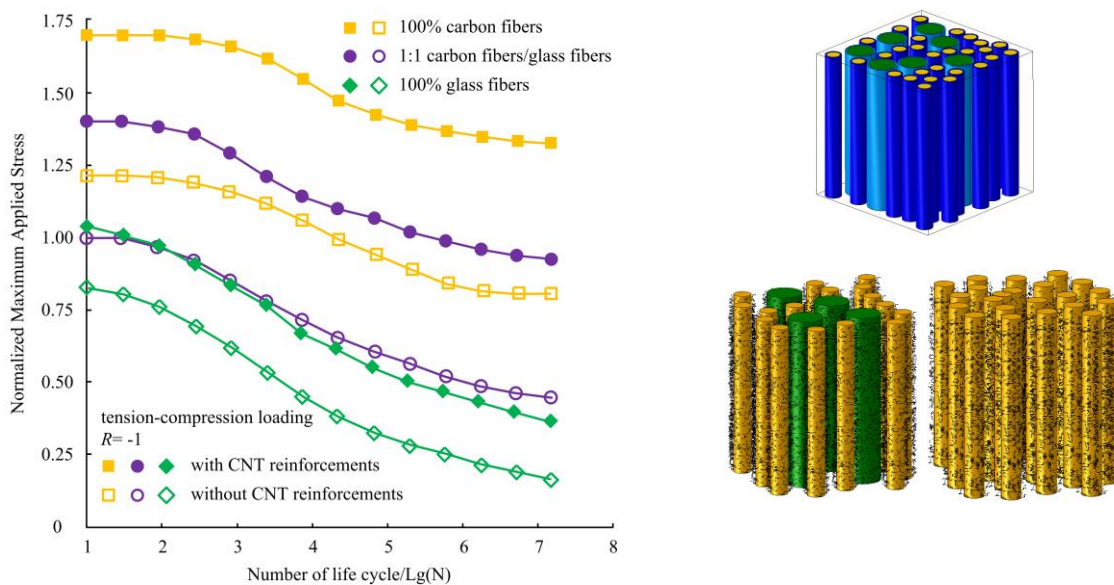 1.75
1.50
1.25
1.00
0.75
0.50
0.25
0
Normalized Maximum Applied Stress
100% carbon fibers
1:1 carbon fibers/glass fibers
100% glass fibers
tension-compression loading
R= -1
with CNT reinforcements
without CNT reinforcements
1 2 3 4 5 6 7 8
Number of life cycle/Lg(N)